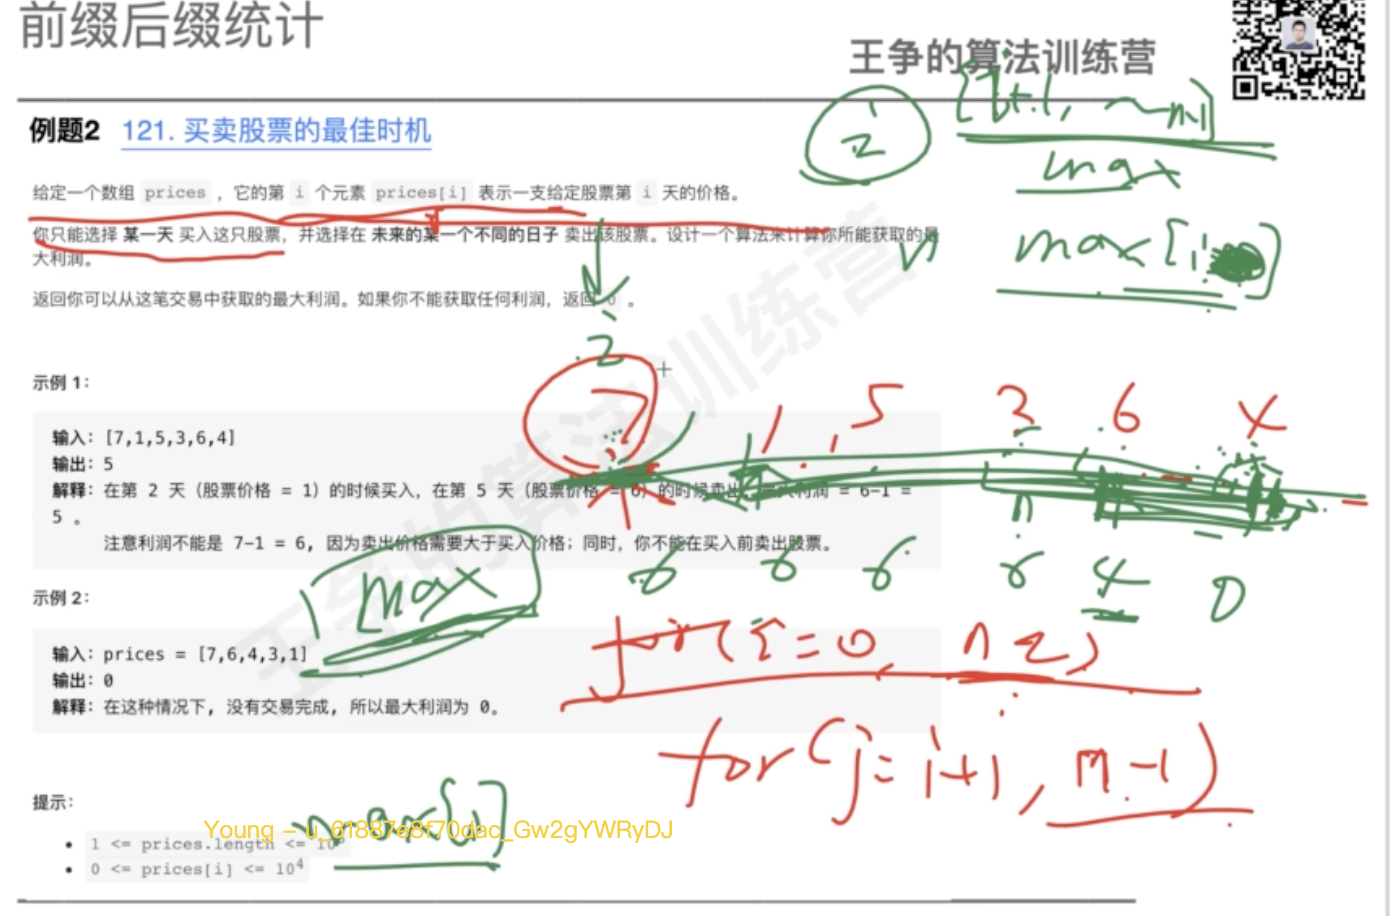 前缀后缀统计
王争的算法训练营
例题2 121. 买卖股票的最佳时机
给定一个数组 prices ，它的第 i 个元素 prices[i] 表示一支给定股票第 i 天的价格。
你只能选择 某一天 买入这只股票，并选择在 未来的某一个不同的日子 卖出该股票。设计一个算法来计算你所能获取的最
大利润。
返回你可以从这笔交易中获取的最大利润。如果你不能获取任何利润，返回 0 。
示例 1：
输入：[7,1,5,3,6,4]
输出：5
解释：在第 2 天（股票价格 = 1）的时候买入，在第 5 天（股票价格 = 6）的时候卖出，最大利润 = 6-1 =
5 。
注意利润不能是 7-1 = 6, 因为卖出价格需要大于买入价格；同时，你不能在买入前卖出股票。
示例 2：
输入：prices = [7,6,4,3,1]
输出：0
解释：在这种情况下, 没有交易完成, 所以最大利润为 0。
提示：
1 <= prices.length <= 10
0 <= prices[i] <= 10⁴
Young - u_61887a8f70dac_Gw2gYWRyDJ
王争的算法训练营
i
2
[i+1, ~ n-1]
max
max[i]
i
2
7 1 5 3 6 4
6 6 6 6 4 0
max
for(i=0, n-2)
for(j=i+1, n-1)
max[i]